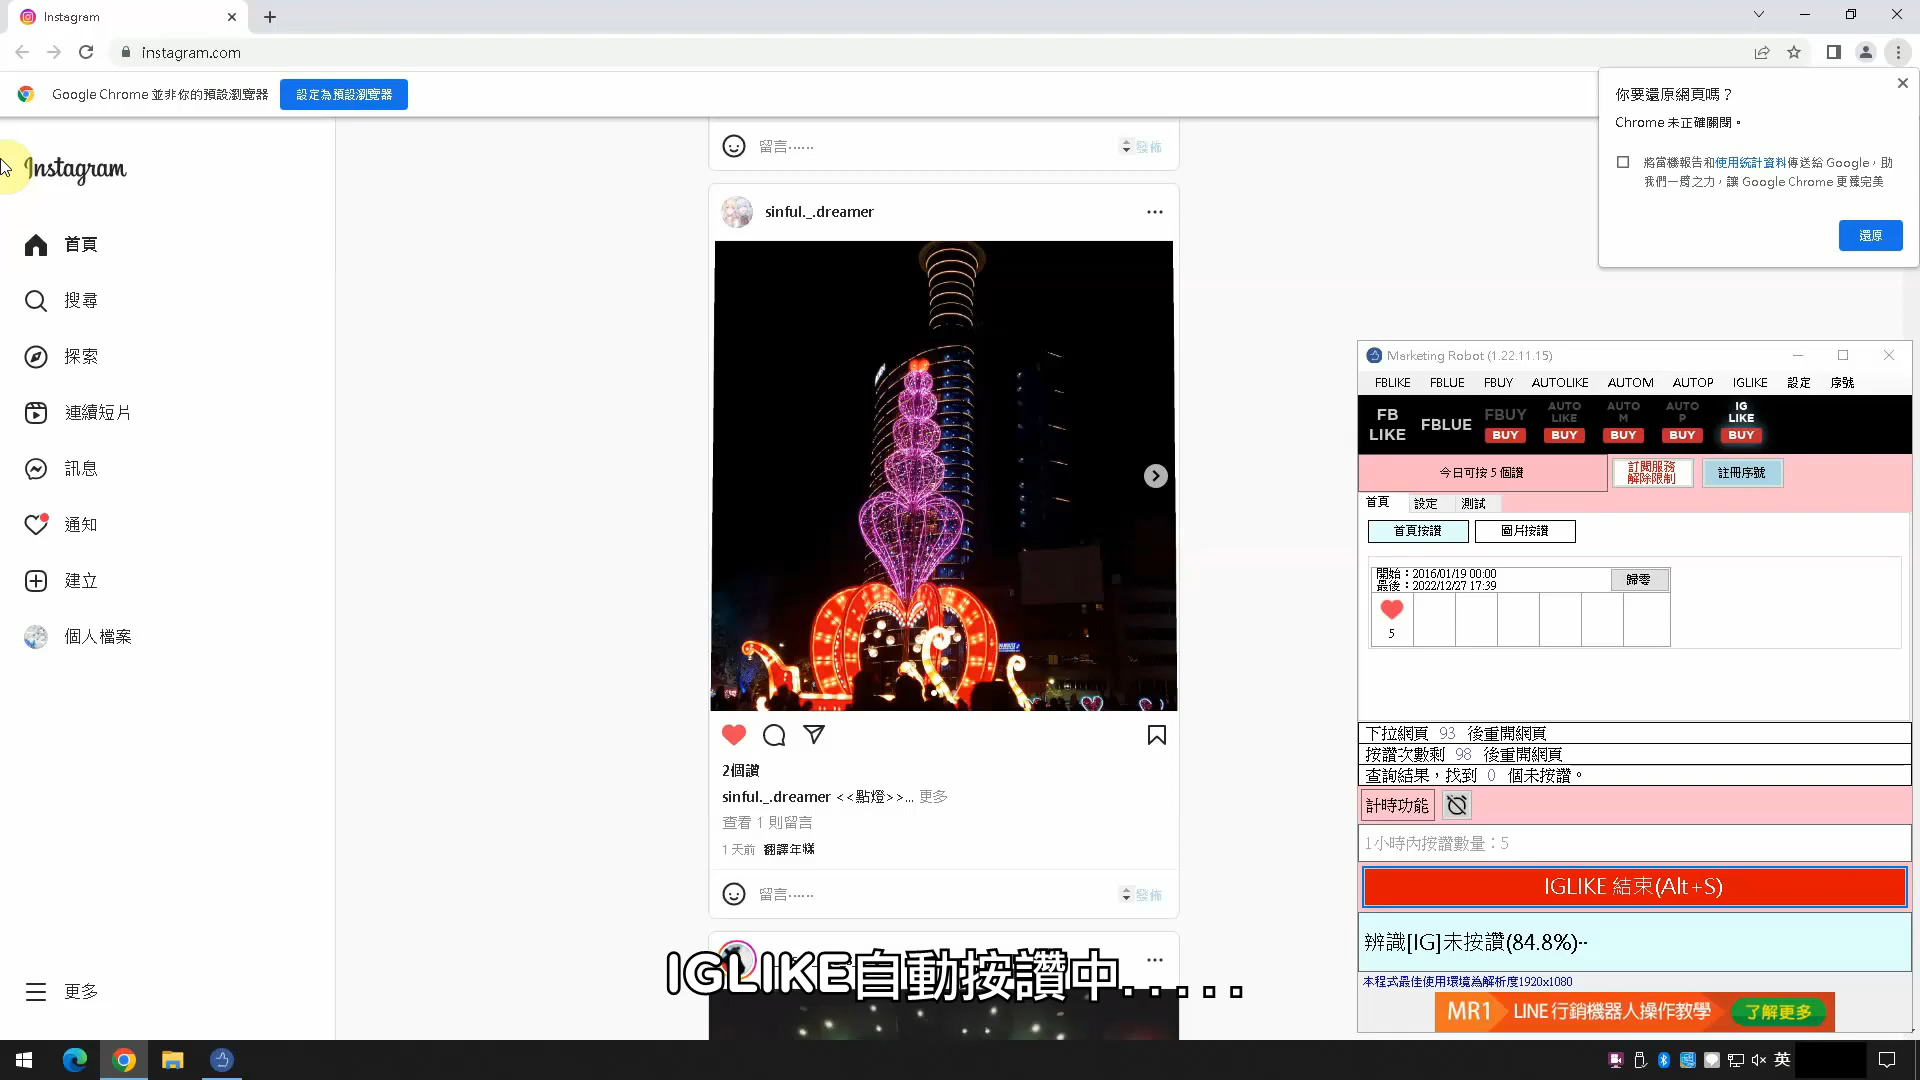 Instagram
instagram.com
Google Chrome 並非你的預設瀏覽器
設定為預設瀏覽器
你要還原網頁嗎？
Chrome 未正確關閉。
將當機報告和使用統計資料傳送給 Google，助
我們一臂之力，讓 Google Chrome 更臻完美
還原
Instagram
首頁
搜尋
探索
連續短片
訊息
通知
建立
個人檔案
更多
留言……
發佈
sinful._.dreamer
2個讚
sinful._.dreamer <<點燈>>... 更多
查看 1 則留言
1 天前 翻譯年糕
留言……
發佈
IGLIKE自動按讚中.....
Marketing Robot (1.22.11.15)
FBLIKE FBLUE FBUY AUTOLIKE AUTOM AUTOP IGLIKE 設定 序號
FB LIKE
FBLUE
FBUY BUY
AUTO LIKE BUY
AUTO M BUY
AUTO P BUY
IG LIKE BUY
今日可按 5 個讚
訂閱服務
解除限制
註冊序號
首頁 設定 測試
首頁按讚 圖片按讚
開始：2016/01/19 00:00
最後：2022/12/27 17:39
歸零
5
下拉網頁 93 後重開網頁
按讚次數剩 98 後重開網頁
查詢結果，找到 0 個未按讚。
計時功能
1小時內按讚數量：5
IGLIKE 結束(Alt+S)
辨識[IG]未按讚(84.8%)--
本程式最佳使用環境為解析度1920x1080
MR1 LINE 行銷機器人操作教學 了解更多
英